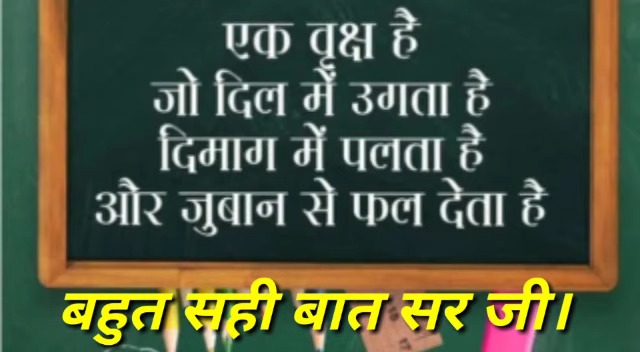 एक वृक्ष है
जो दिल में उगता है
दिमाग में पलता है
और जुबान से फल देता है
बहुत सही बात सर जी।